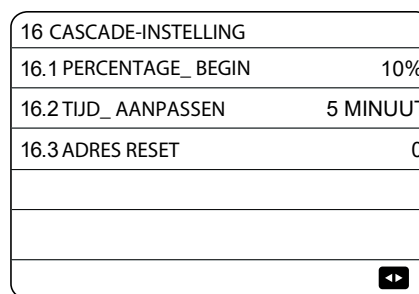 16 CASCADE-INSTELLING
16.1 PERCENTAGE_ BEGIN 10%
16.2 TIJD_ AANPASSEN 5 MINUUT
16.3 ADRES RESET 0